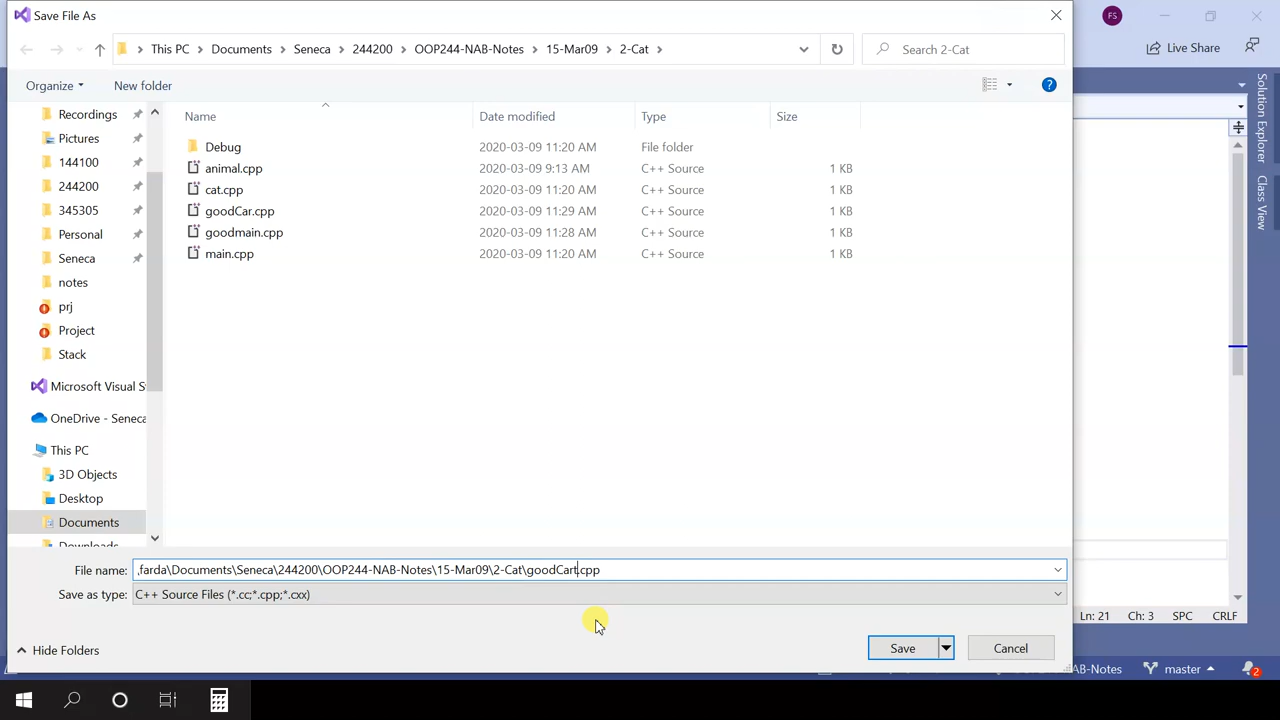 Save File As
FS
This PC > Documents > Seneca > 244200 > OOP244-NAB-Notes > 15-Mar09 > 2-Cat >
Search 2-Cat
Live Share
Organize
New folder
Name
Date modified
Type
Size
Recordings
Pictures
144100
244200
345305
Personal
Seneca
notes
prj
Project
Stack
Microsoft Visual S
OneDrive - Seneca
This PC
3D Objects
Desktop
Documents
Downloads
Debug 2020-03-09 11:20 AM File folder
animal.cpp 2020-03-09 9:13 AM C++ Source 1 KB
cat.cpp 2020-03-09 11:20 AM C++ Source 1 KB
goodCar.cpp 2020-03-09 11:29 AM C++ Source 1 KB
goodmain.cpp 2020-03-09 11:28 AM C++ Source 1 KB
main.cpp 2020-03-09 11:20 AM C++ Source 1 KB
Solution Explorer
Class View
File name: .farda\Documents\Seneca\244200\OOP244-NAB-Notes\15-Mar09\2-Cat\goodCart.cpp
Save as type: C++ Source Files (*.cc;*.cpp;*.cxx)
Hide Folders
Save
Cancel
Ln: 21 Ch: 3 SPC CRLF
AB-Notes
master
2